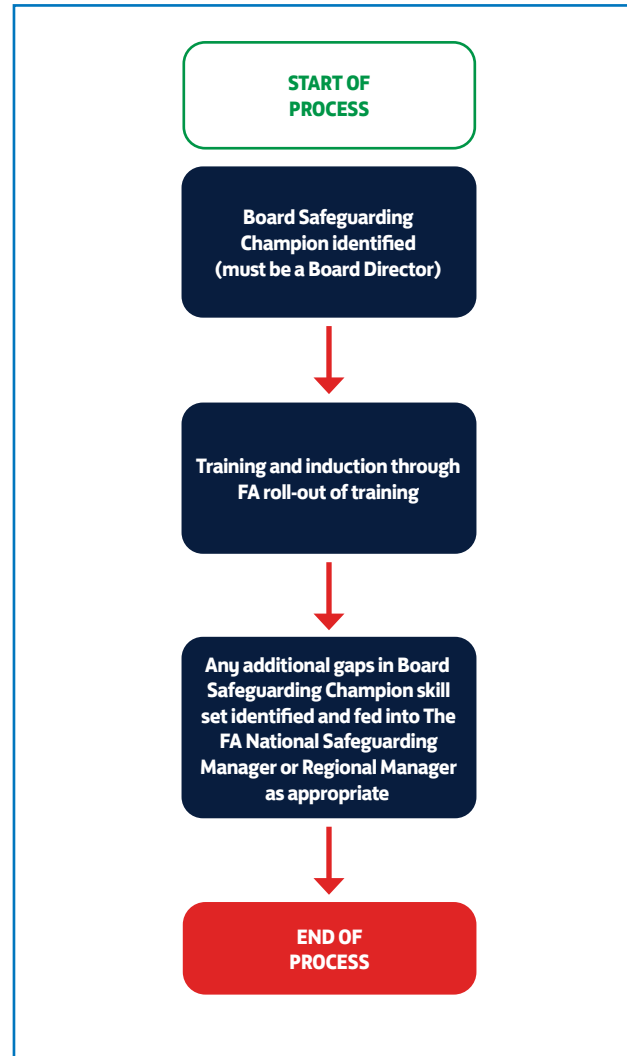 START OF
PROCESS
Board Safeguarding
Champion identified
(must be a Board Director)
Training and induction through
FA roll-out of training
Any additional gaps in Board
Safeguarding Champion skill
set identified and fed into The
FA National Safeguarding
Manager or Regional Manager
as appropriate
END OF
PROCESS